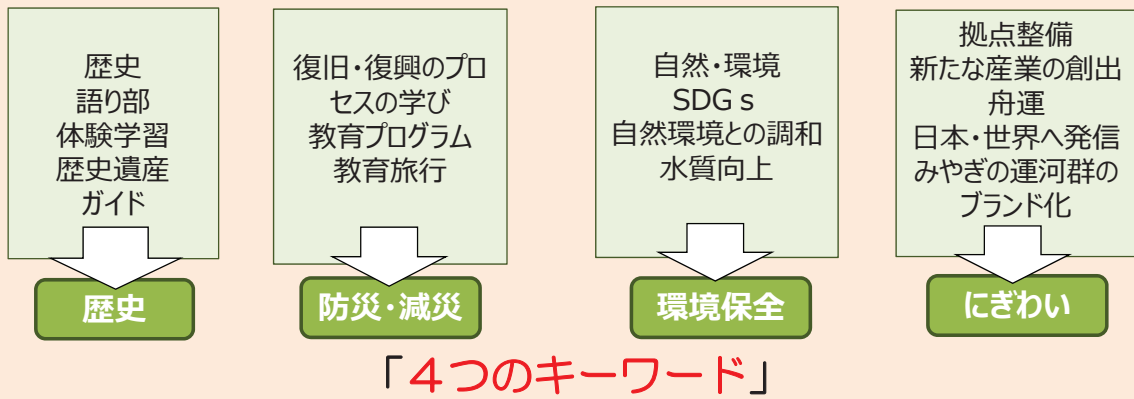 歴史
語り部
体験学習
歴史遺産
ガイド
歴史
復旧・復興のプロ
セスの学び
教育プログラム
教育旅行
防災・減災
自然・環境
SDGｓ
自然環境との調和
水質向上
環境保全
拠点整備
新たな産業の創出
舟運
日本・世界へ発信
みやぎの運河群の
ブランド化
にぎわい
「４つのキーワード」